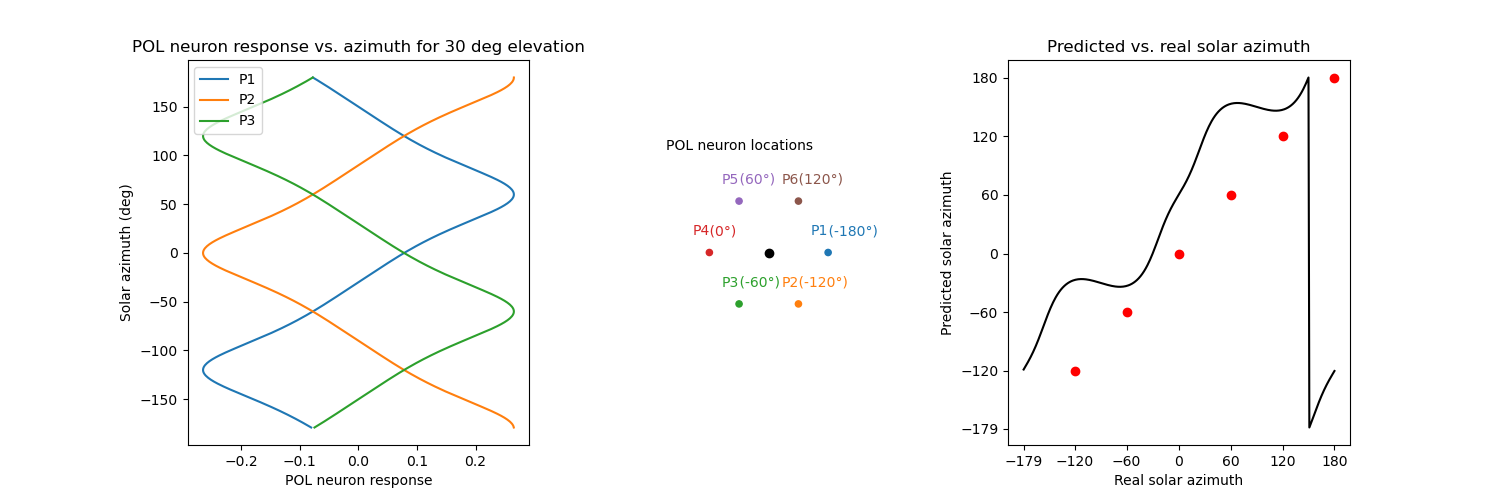 POL neuron response vs. azimuth for 30 deg elevation
P1
P2
P3
150
100
50
0
−50
−100
−150
Solar azimuth (deg)
−0.2 −0.1 0.0 0.1 0.2
POL neuron response
POL neuron locations
P5(60°) P6(120°)
P4(0°) P1(-180°)
P3(-60°) P2(-120°)
Predicted vs. real solar azimuth
180
120
60
0
−60
−120
−179
Predicted solar azimuth
−179 −120 −60 0 60 120 180
Real solar azimuth